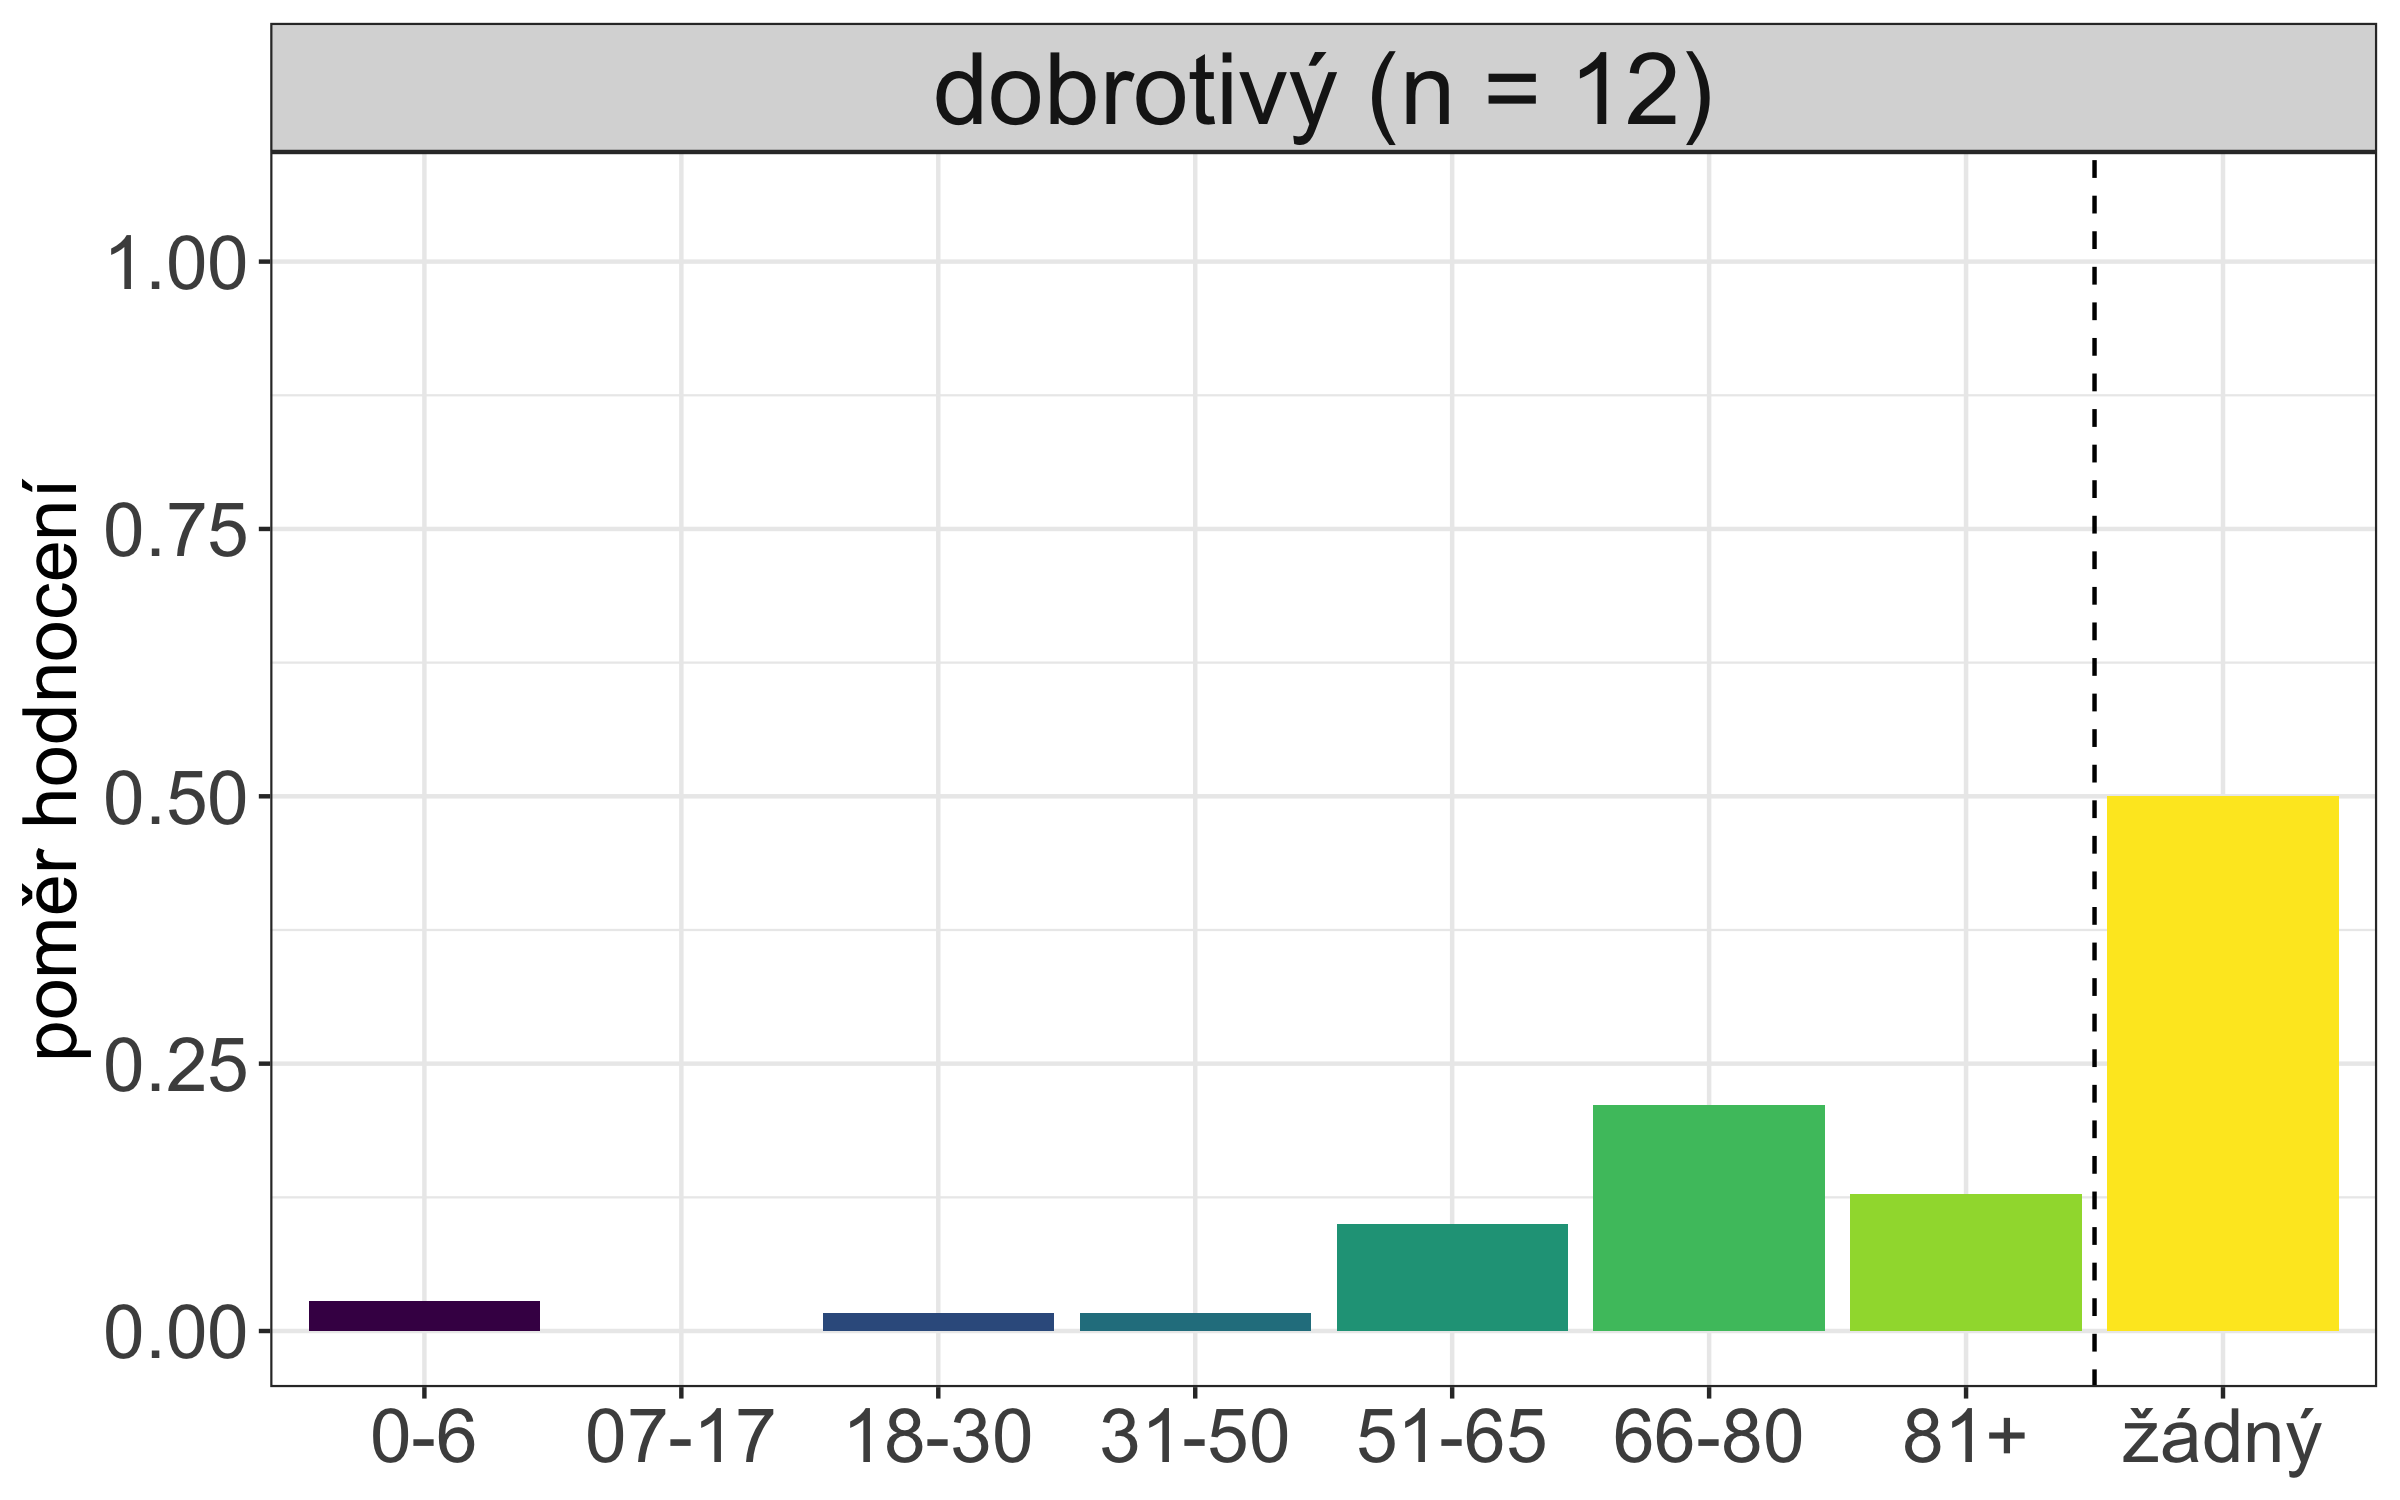 dobrotivý (n = 12)
poměr hodnocení
1.00
0.75
0.50
0.25
0.00
0-6 07-17 18-30 31-50 51-65 66-80 81+ žádný